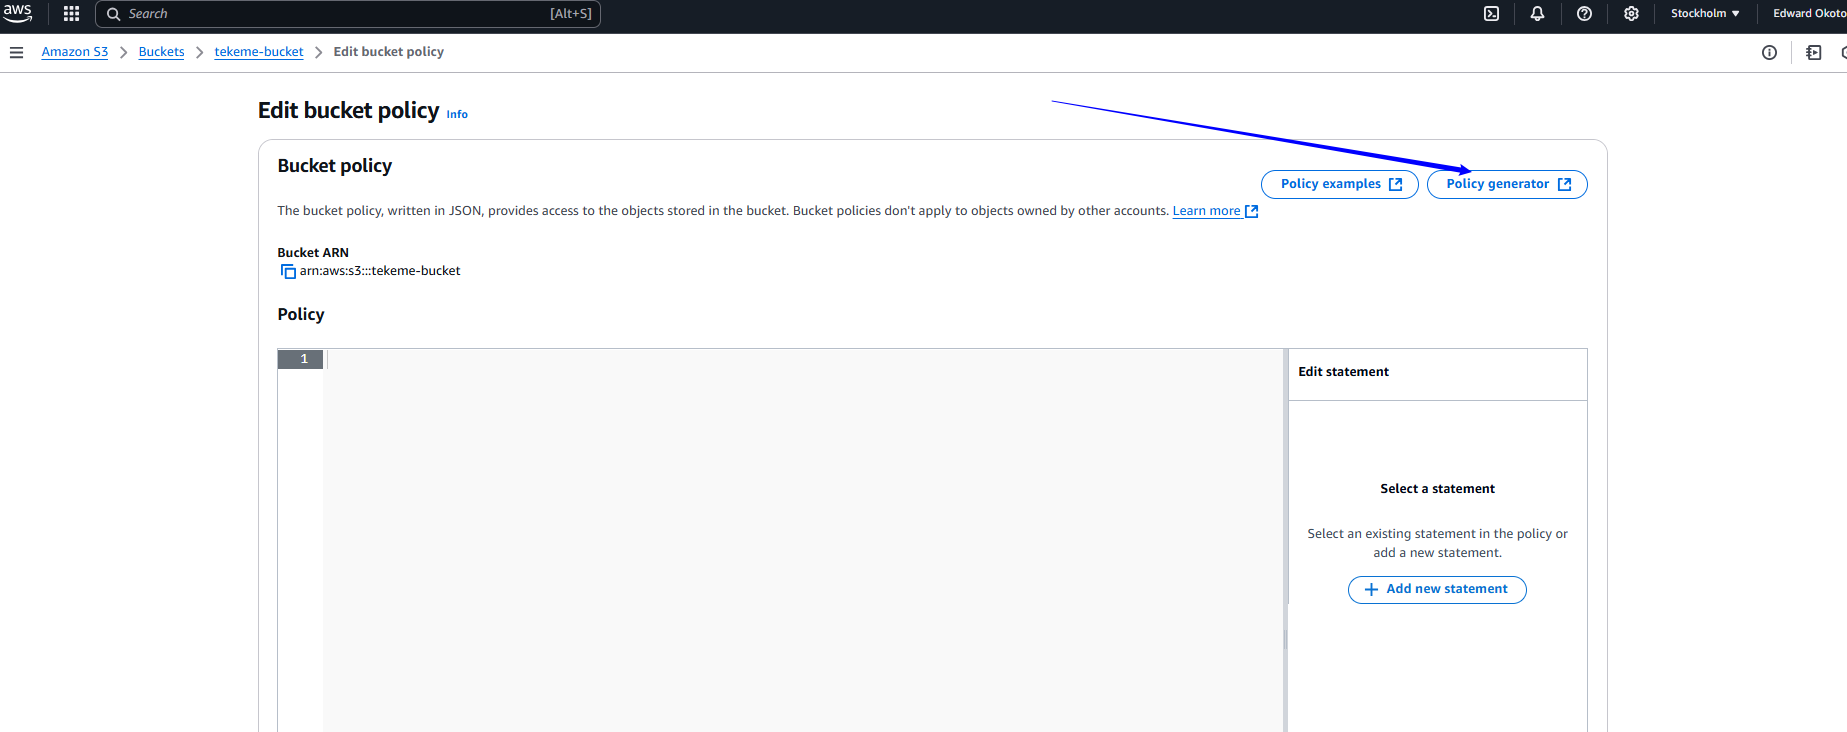 aws
Search [Alt+S] Stockholm Edward Okoto
Amazon S3 Buckets tekeme-bucket Edit bucket policy
Edit bucket policy Info
Bucket policy
Policy examples Policy generator
The bucket policy, written in JSON, provides access to the objects stored in the bucket. Bucket policies don't apply to objects owned by other accounts. Learn more
Bucket ARN
arn:aws:s3:::tekeme-bucket
Policy
1
Edit statement
Select a statement
Select an existing statement in the policy or
add a new statement.
Add new statement